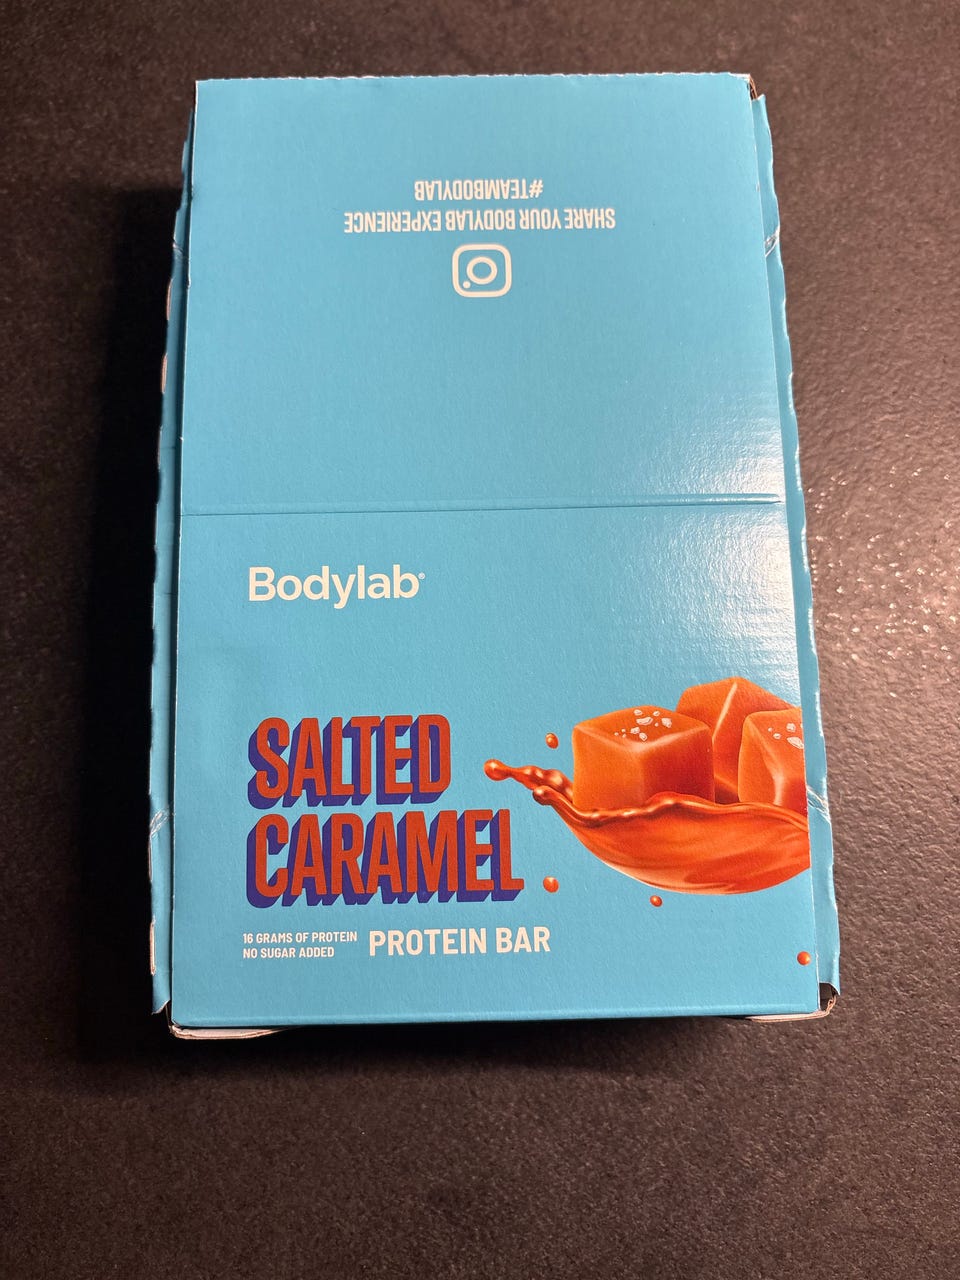 SHARE YOUR BODYLAB EXPERIENCE
#TEAMBODYLAB
Bodylab®
SALTED
CARAMEL
16 GRAMS OF PROTEIN
NO SUGAR ADDED
PROTEIN BAR